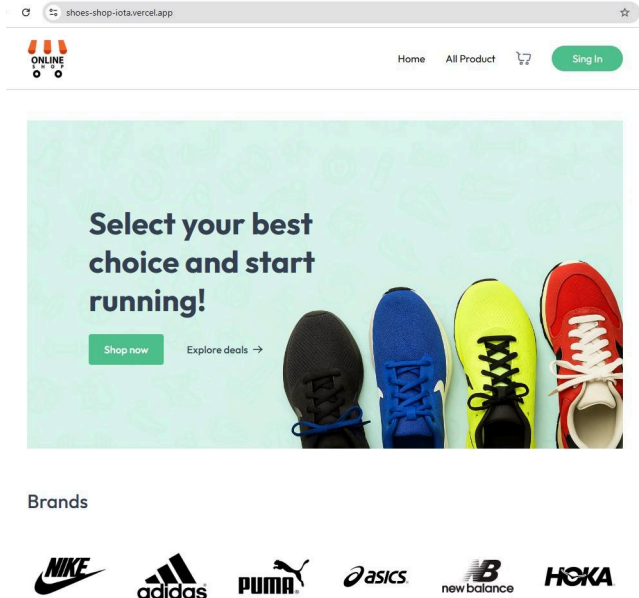 shoes-shop-iota.vercel.app
ONLINE
SHOP
Home All Product Sing In
Select your best
choice and start
running!
Shop now Explore deals →
Brands
NIKE adidas PUMA asics new balance HOKA